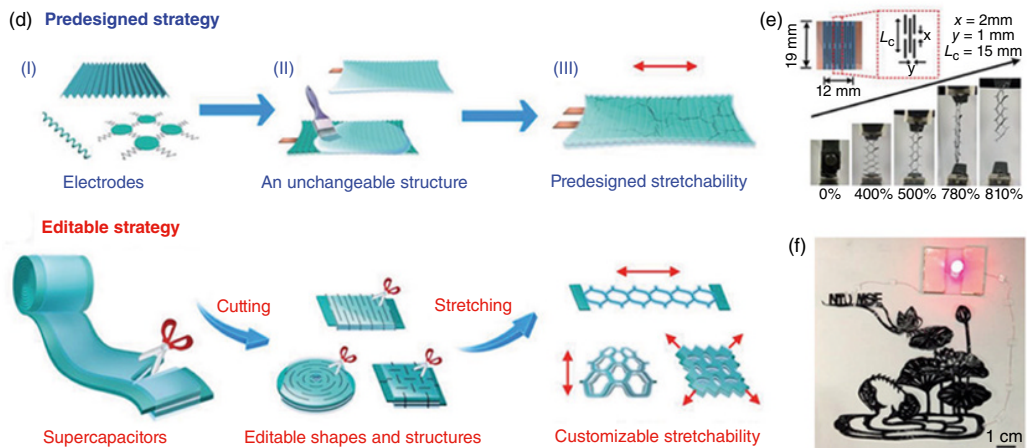 (d) Predesigned strategy
(I)
(II)
(III)
Electrodes
An unchangeable structure
Predesigned stretchability
Editable strategy
Cutting
Stretching
Supercapacitors
Editable shapes and structures
Customizable stretchability
(e)
19 mm
12 mm
Lc
x
y
x = 2mm
y = 1 mm
Lc = 15 mm
0%
400%
500%
780%
810%
(f)
NTU MSE
1 cm